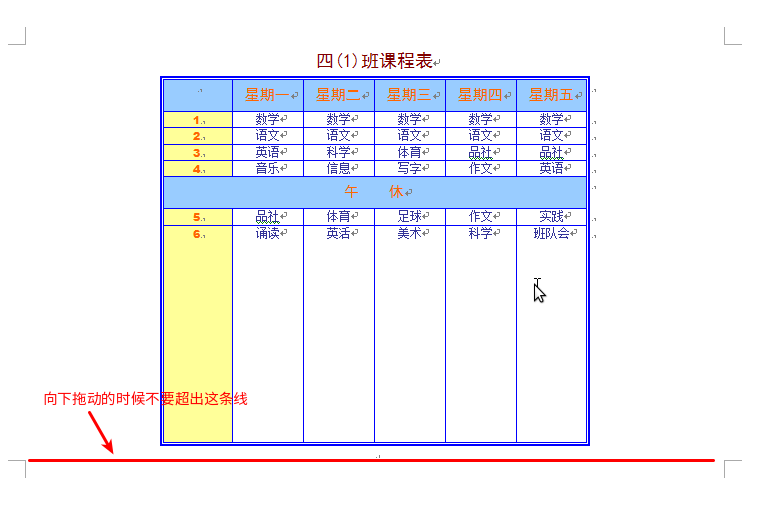 四(1)班课程表
星期一 星期二 星期三 星期四 星期五
1. 数学 数学 数学 数学 数学
2. 语文 语文 语文 语文 语文
3 英语 科学 体育 品社 品社
4 音乐 信息 写字 作文 英语
午 休
5 品社 体育 足球 作文 实践
6 诵读 英活 美术 科学 班队会
向下拖动的时候不要超出这条线